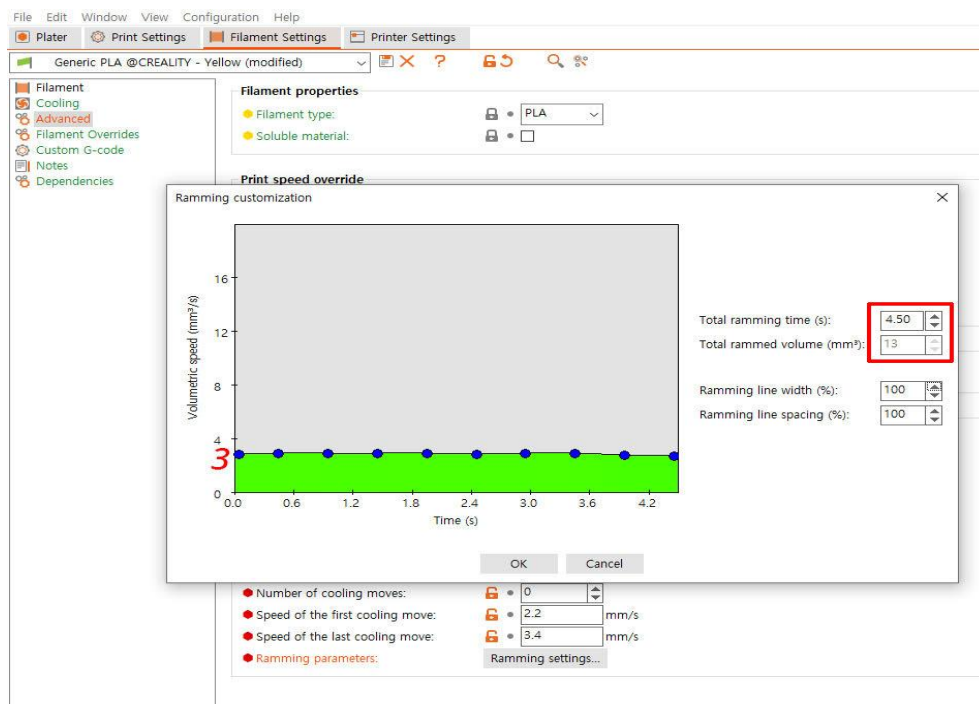 File Edit Window View Configuration Help
Plater Print Settings Filament Settings Printer Settings
Generic PLA @CREALITY - Yellow (modified) ?
Filament
Cooling
Advanced
Filament Overrides
Custom G-code
Notes
Dependencies
Filament properties
Filament type: PLA
Soluble material:
Print speed override
Ramming customization
Volumetric speed (mm³/s)
16
12
8
4
3
0
0.0 0.6 1.2 1.8 2.4 3.0 3.6 4.2
Time (s)
Total ramming time (s): 4.50
Total rammed volume (mm³): 13
Ramming line width (%): 100
Ramming line spacing (%): 100
OK Cancel
Number of cooling moves: 0
Speed of the first cooling move: 2.2 mm/s
Speed of the last cooling move: 3.4 mm/s
Ramming parameters: Ramming settings...